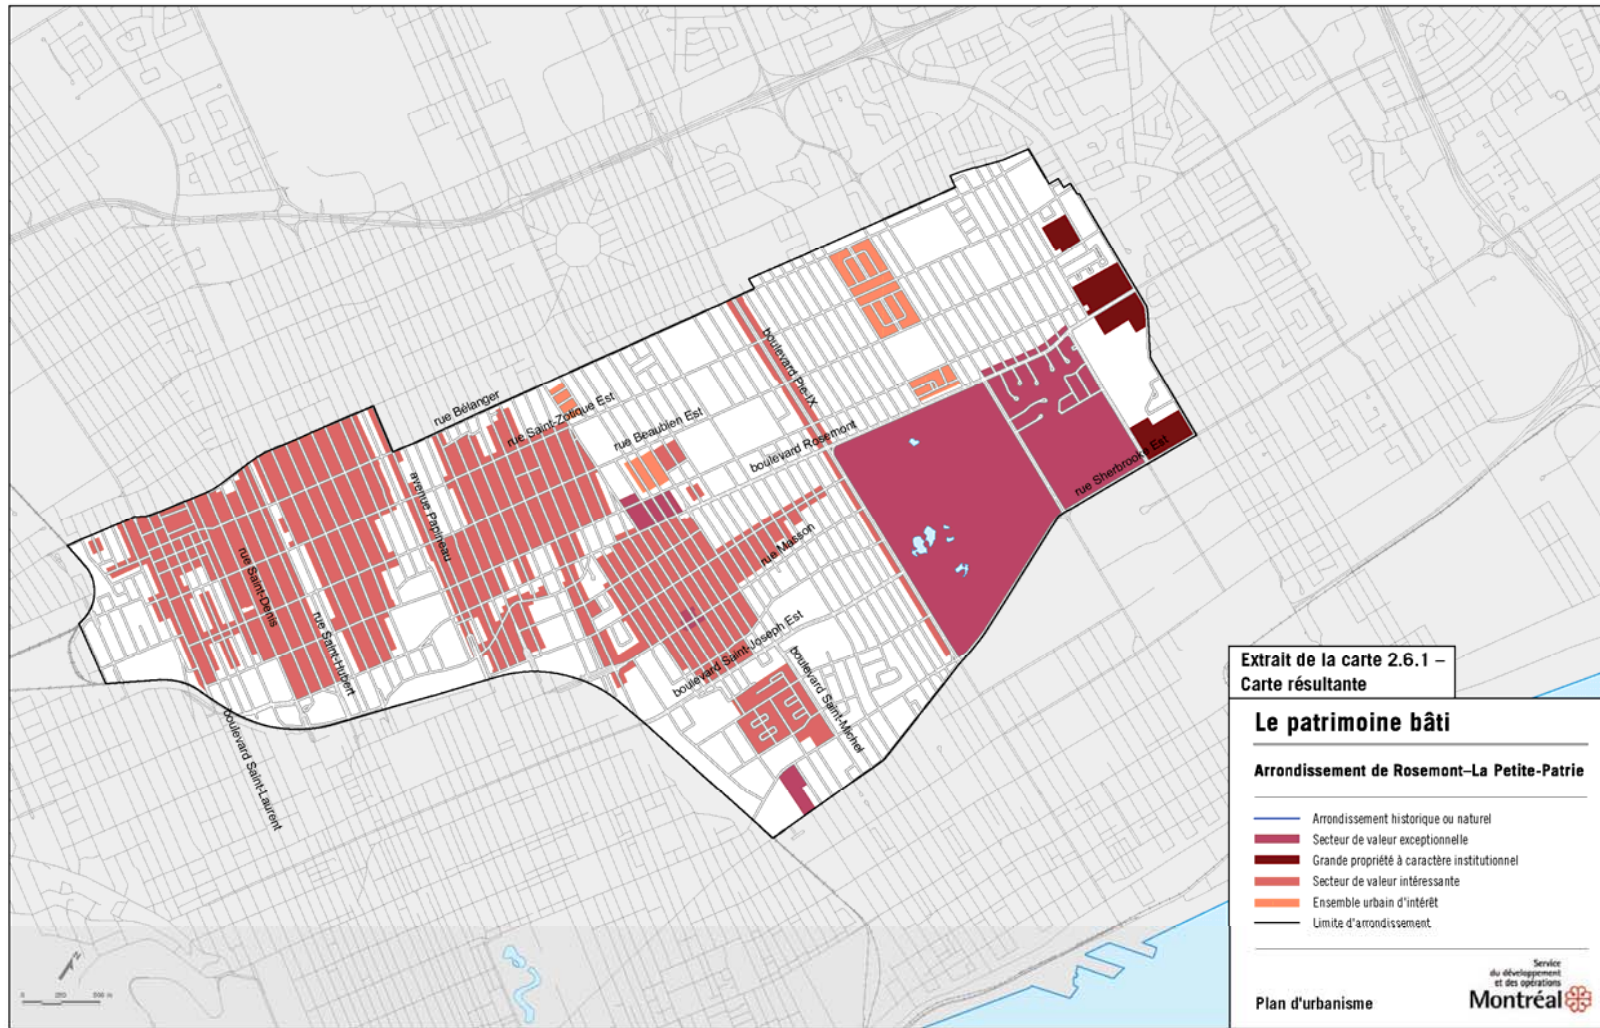 rue Bélanger
rue Saint-Zotique Est
rue Beaubien Est
boulevard Pie-IX
boulevard Rosemont
avenue Papineau
rue Sherbrooke Est
rue Masson
rue Saint-Denis
rue Saint-Hubert
boulevard Saint-Joseph Est
boulevard Saint-Michel
boulevard Saint-Laurent
Extrait de la carte 2.6.1 –
Carte résultante
Le patrimoine bâti
Arrondissement de Rosemont–La Petite-Patrie
Arrondissement historique ou naturel
Secteur de valeur exceptionnelle
Grande propriété à caractère institutionnel
Secteur de valeur intéressante
Ensemble urbain d'intérêt
Limite d'arrondissement
Service
du développement
et des opérations
Plan d'urbanisme
Montréal
N
0 250 500 m